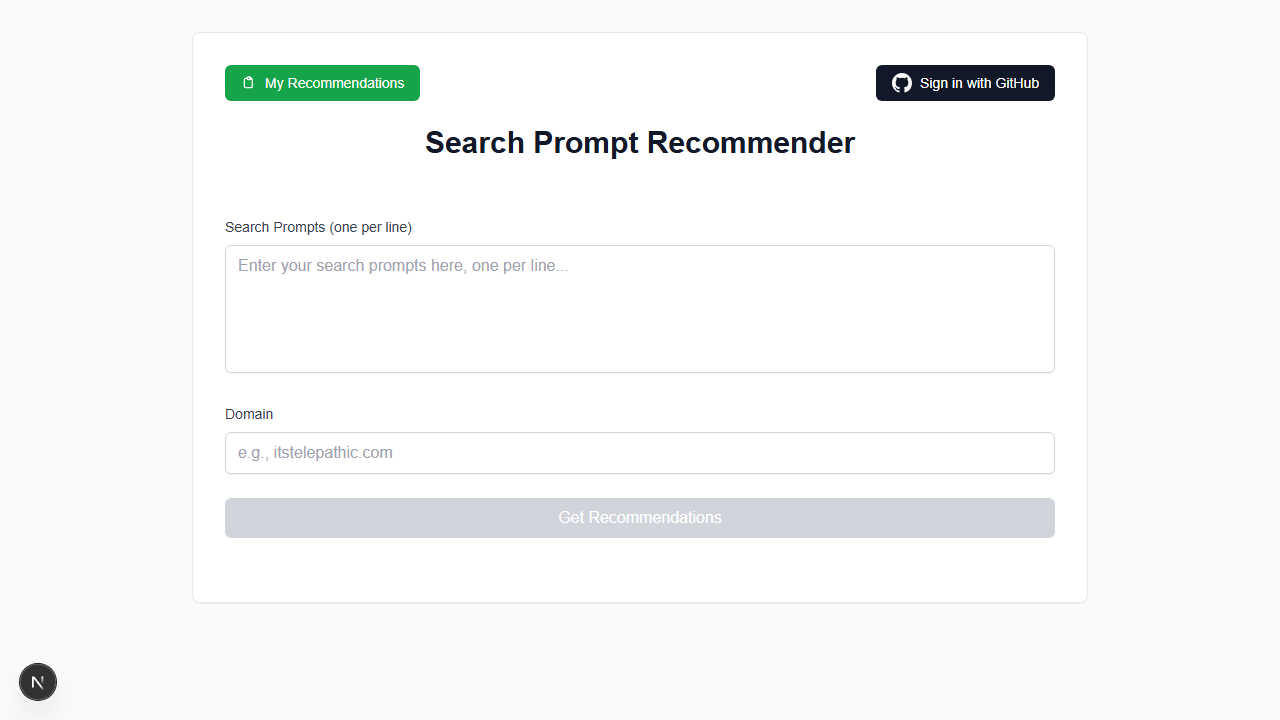 My Recommendations
Sign in with GitHub
Search Prompt Recommender
Search Prompts (one per line)
Enter your search prompts here, one per line...
Domain
e.g., itstelepathic.com
Get Recommendations
N